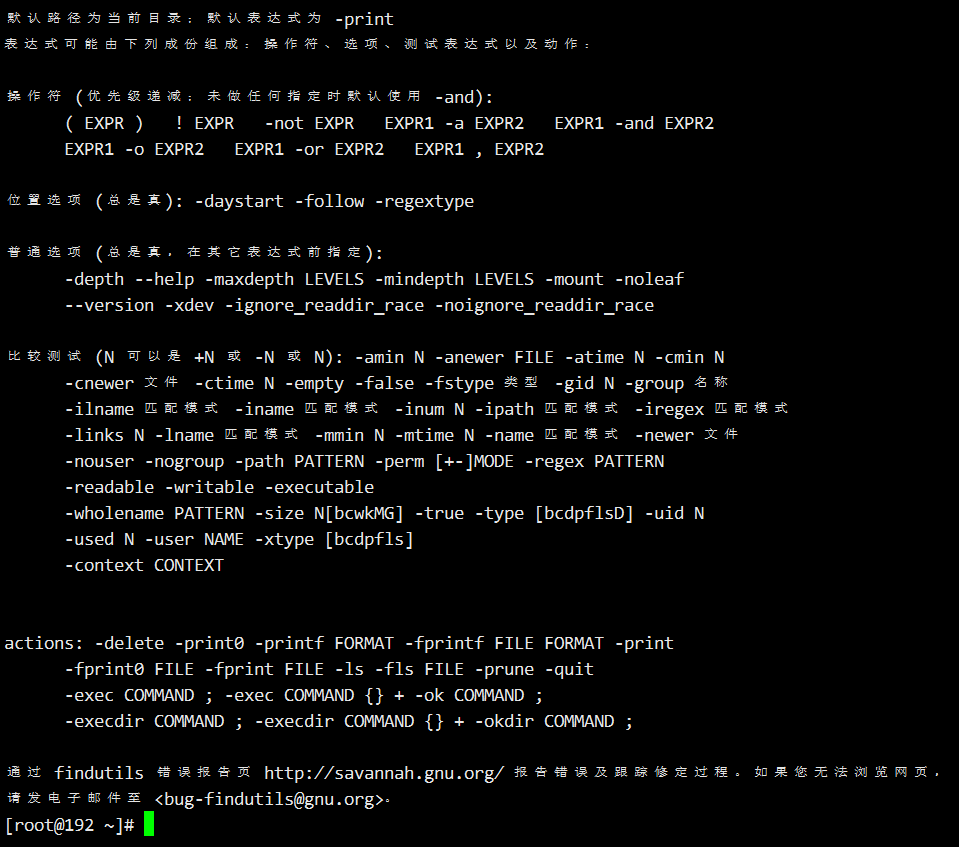 默认路径为当前目录；默认表达式为 -print
表达式可能由下列成份组成：操作符、选项、测试表达式以及动作：
操作符 (优先级递减；未做任何指定时默认使用 -and):
( EXPR )   ! EXPR   -not EXPR   EXPR1 -a EXPR2   EXPR1 -and EXPR2
EXPR1 -o EXPR2   EXPR1 -or EXPR2   EXPR1 , EXPR2
位置选项 (总是真): -daystart -follow -regextype
普通选项 (总是真，在其它表达式前指定):
-depth --help -maxdepth LEVELS -mindepth LEVELS -mount -noleaf
--version -xdev -ignore_readdir_race -noignore_readdir_race
比较测试 (N 可以是 +N 或 -N 或 N): -amin N -anewer FILE -atime N -cmin N
-cnewer 文件 -ctime N -empty -false -fstype 类型 -gid N -group 名称
-ilname 匹配模式 -iname 匹配模式 -inum N -ipath 匹配模式 -iregex 匹配模式
-links N -lname 匹配模式 -mmin N -mtime N -name 匹配模式 -newer 文件
-nouser -nogroup -path PATTERN -perm [+-]MODE -regex PATTERN
-readable -writable -executable
-wholename PATTERN -size N[bcwkMG] -true -type [bcdpflsD] -uid N
-used N -user NAME -xtype [bcdpfls]
-context CONTEXT
actions: -delete -print0 -printf FORMAT -fprintf FILE FORMAT -print
-fprint0 FILE -fprint FILE -ls -fls FILE -prune -quit
-exec COMMAND ; -exec COMMAND {} + -ok COMMAND ;
-execdir COMMAND ; -execdir COMMAND {} + -okdir COMMAND ;
通过 findutils 错误报告页 http://savannah.gnu.org/ 报告错误及跟踪修定过程。如果您无法浏览网页，
请发电子邮件至 <bug-findutils@gnu.org>。
[root@192 ~]#